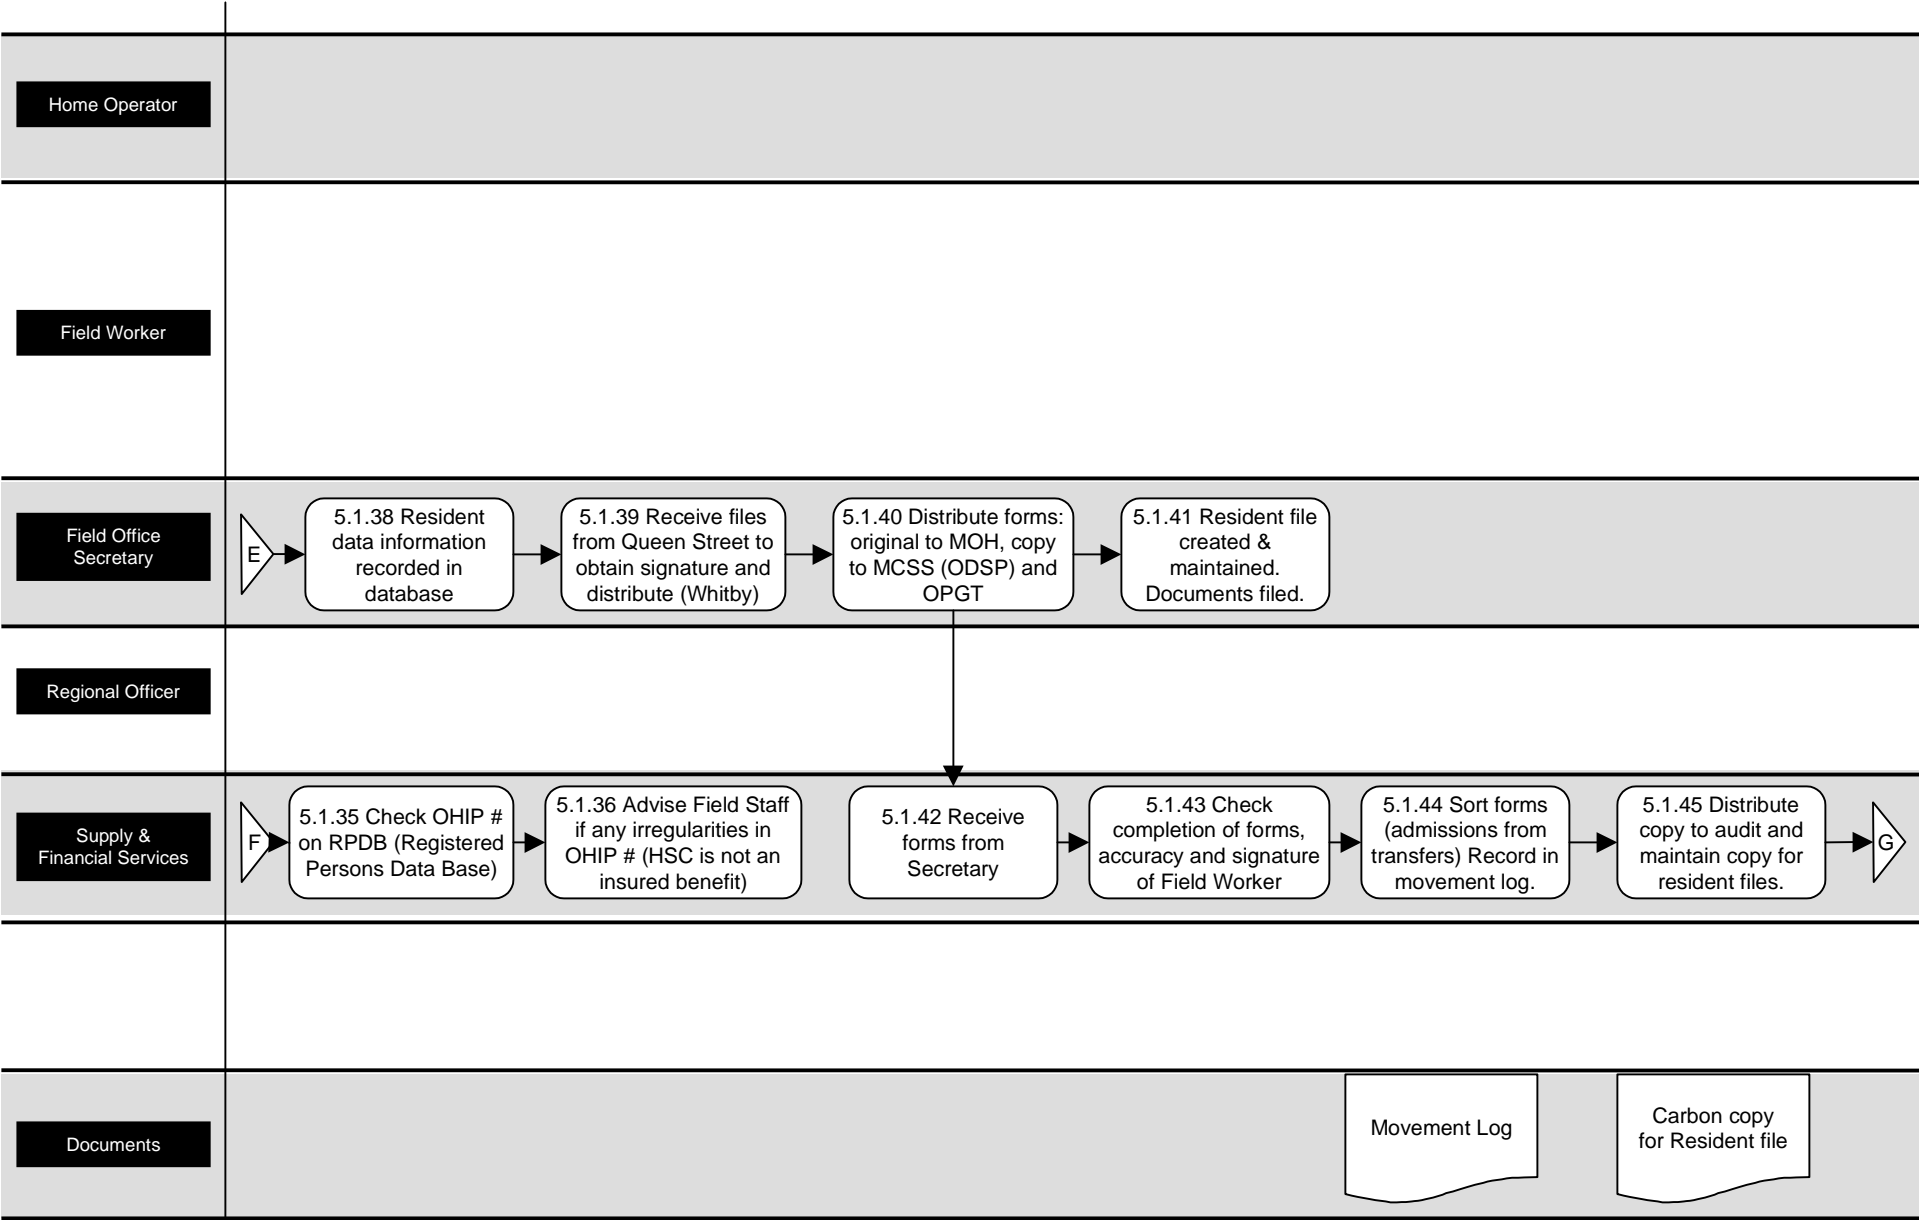 Home Operator
Field Worker
Field Office
Secretary
E
5.1.38 Resident
data information
recorded in
database
5.1.39 Receive files
from Queen Street to
obtain signature and
distribute (Whitby)
5.1.40 Distribute forms:
original to MOH, copy
to MCSS (ODSP) and
OPGT
5.1.41 Resident file
created &
maintained.
Documents filed.
Regional Officer
Supply &
Financial Services
F
5.1.35 Check OHIP #
on RPDB (Registered
Persons Data Base)
5.1.36 Advise Field Staff
if any irregularities in
OHIP # (HSC is not an
insured benefit)
5.1.42 Receive
forms from
Secretary
5.1.43 Check
completion of forms,
accuracy and signature
of Field Worker
5.1.44 Sort forms
(admissions from
transfers) Record in
movement log.
5.1.45 Distribute
copy to audit and
maintain copy for
resident files.
G
Documents
Movement Log
Carbon copy
for Resident file